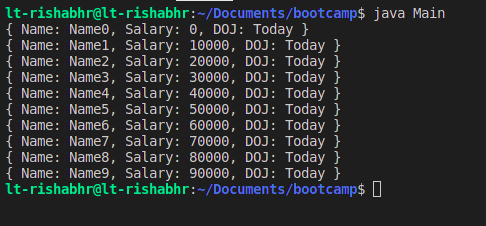 lt-rishabhr@lt-rishabhr:~/Documents/bootcamp$ java Main
{ Name: Name0, Salary: 0, DOJ: Today }
{ Name: Name1, Salary: 10000, DOJ: Today }
{ Name: Name2, Salary: 20000, DOJ: Today }
{ Name: Name3, Salary: 30000, DOJ: Today }
{ Name: Name4, Salary: 40000, DOJ: Today }
{ Name: Name5, Salary: 50000, DOJ: Today }
{ Name: Name6, Salary: 60000, DOJ: Today }
{ Name: Name7, Salary: 70000, DOJ: Today }
{ Name: Name8, Salary: 80000, DOJ: Today }
{ Name: Name9, Salary: 90000, DOJ: Today }
lt-rishabhr@lt-rishabhr:~/Documents/bootcamp$